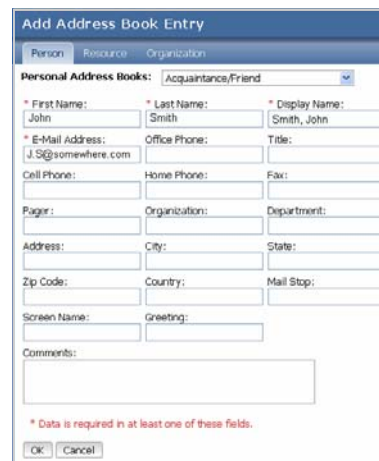 Add Address Book Entry
Person Resource Organization
Personal Address Books: Acquaintance/Friend
* First Name: * Last Name: * Display Name:
John Smith Smith, John
* E-Mail Address: Office Phone: Title:
J.S@somewhere.com
Cell Phone: Home Phone: Fax:
Pager: Organization: Department:
Address: City: State:
Zip Code: Country: Mail Stop:
Screen Name: Greeting:
Comments:
* Data is required in at least one of these fields.
OK Cancel